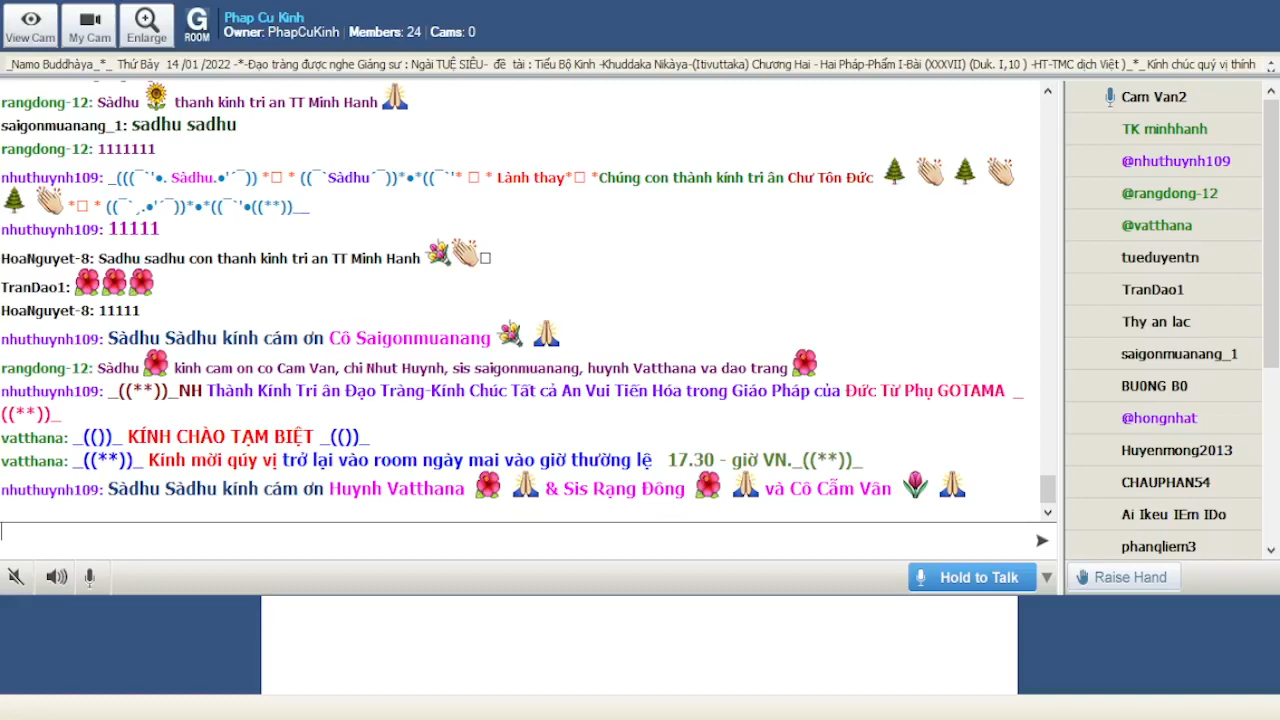 View Cam
My Cam
Enlarge
G
ROOM
Phap Cu Kinh
Owner: PhapCuKinh | Members: 24 | Cams: 0
_Namo Buddhàya_*_ Thứ Bảy 14 /01 /2022 -*-Đạo tràng được nghe Giảng sư : Ngài TUỆ SIÊU- đề tài : Tiểu Bộ Kinh -Khuddaka Nikàya-(Itivuttaka) Chương Hai - Hai Pháp-Phẩm I-Bài (XXXVII) (Duk. I,10 ) -HT-TMC dịch Việt )_*_Kính chúc quý vị thính
rangdong-12: Sàdhu 🌻 thanh kinh tri an TT Minh Hanh 🙏
saigonmuanang_1: sadhu sadhu
rangdong-12: 1111111
nhuthuynh109: _(((¯`'•. Sàdhu.•'´¯)) *□ * ((¯`Sàdhu´¯))*•*((¯`'* □ * Lành thay*□ *Chúng con thành kính tri ân Chư Tôn Đức 🌲 👏 🌲 👏
🌲 👏 *□ * ((¯`¸.•'´¯))*•*((¯`'•((**))__
nhuthuynh109: 11111
HoaNguyet-8: Sadhu sadhu con thanh kinh tri an TT Minh Hanh 💐👏□
TranDao1: 🌺🌺🌺
HoaNguyet-8: 11111
nhuthuynh109: Sàdhu Sàdhu kính cám ơn Cô Saigonmuanang 💐 🙏
rangdong-12: Sàdhu 🌺 kinh cam on co Cam Van, chi Nhut Huynh, sis saigonmuanang, huynh Vatthana va dao trang 🌺
nhuthuynh109: _((**))_NH Thành Kính Tri ân Đạo Tràng-Kính Chúc Tất cả An Vui Tiến Hóa trong Giáo Pháp của Đức Từ Phụ GOTAMA _
((**))_
vatthana: _(())_ KÍNH CHÀO TẠM BIỆT _(())_
vatthana: _((**))_ Kính mời qúy vị trở lại vào room ngày mai vào giờ thường lệ 17.30 - giờ VN._((**))_
nhuthuynh109: Sàdhu Sàdhu kính cám ơn Huynh Vatthana 🌺 🙏 & Sis Rạng Đông 🌺 🙏 và Cô Cẩm Vân 🌷 🙏
Hold to Talk
Cam Van2
TK minhhanh
@nhuthuynh109
@rangdong-12
@vatthana
tueduyentn
TranDao1
Thy an lac
saigonmuanang_1
BU0NG B0
@hongnhat
Huyenmong2013
CHAUPHAN54
Ai Ikeu IEm IDo
phanqliem3
Raise Hand